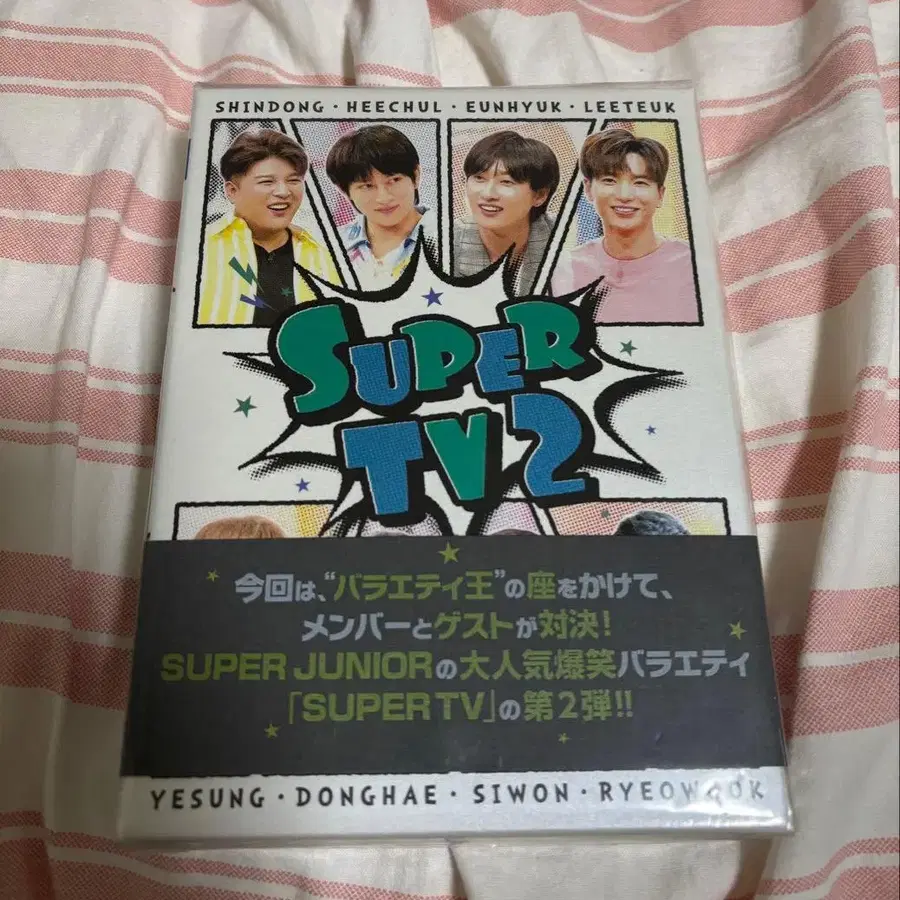 SHINDONG · HEECHUL · EUNHYUK · LEETEUK
SUPER
TV2
今回は、“バラエティ王”の座をかけて、
メンバーとゲストが対決！
SUPER JUNIORの大人気爆笑バラエティ
「SUPER TV」の第2弾!!
YESUNG · DONGHAE · SIWON · RYEOWOOK